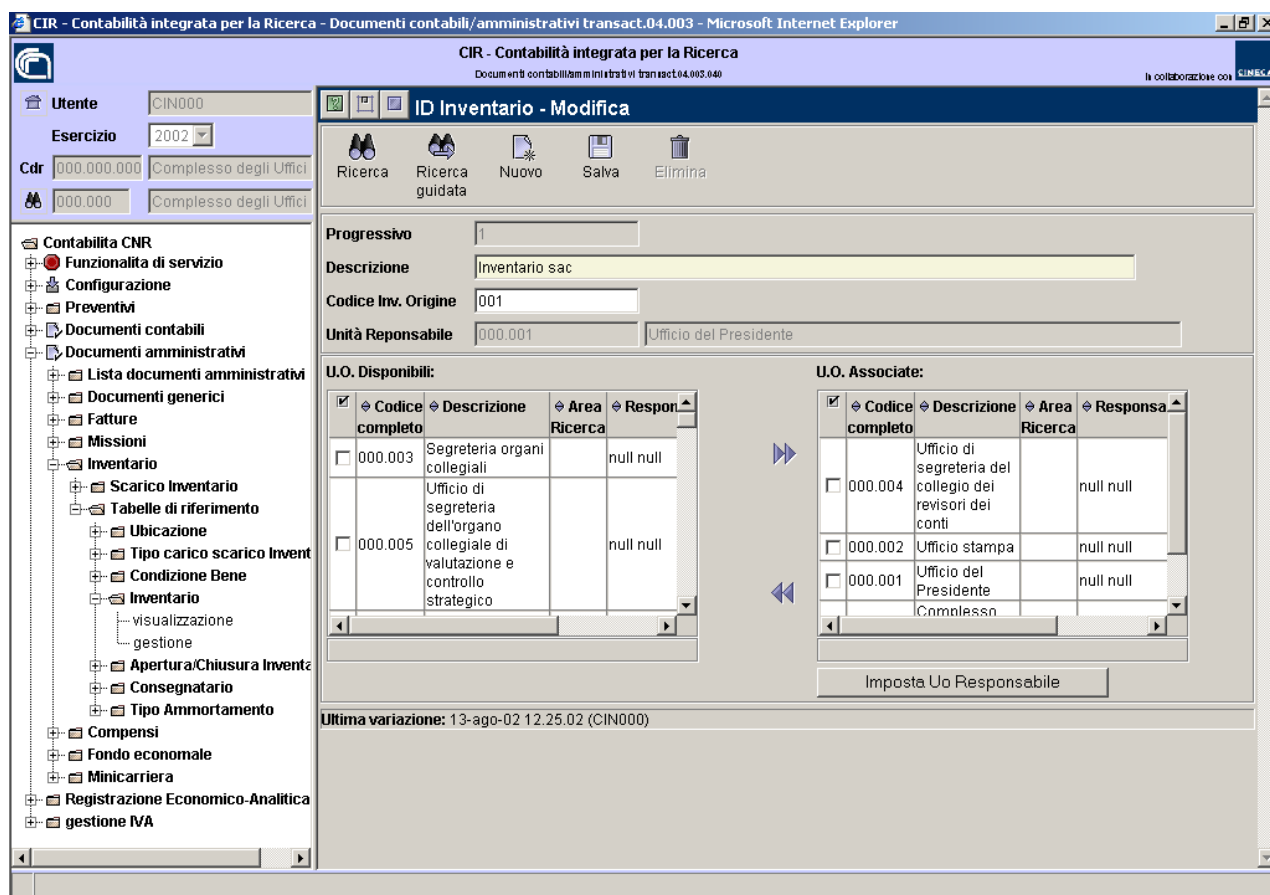 CIR - Contabilità integrata per la Ricerca - Documenti contabili/amministrativi transact.04.003 - Microsoft Internet Explorer
CIR - Contabilità integrata per la Ricerca
Documenti contabili/amministrativi transact.04.003.040
In collaborazione con CINECA
Utente CIN000
Esercizio 2002
Cdr 000.000.000 Complesso degli Uffici
000.000 Complesso degli Uffici
Contabilita CNR
Funzionalita di servizio
Configurazione
Preventivi
Documenti contabili
Documenti amministrativi
Lista documenti amministrativi
Documenti generici
Fatture
Missioni
Inventario
Scarico Inventario
Tabelle di riferimento
Ubicazione
Tipo carico scarico Invent
Condizione Bene
Inventario
visualizzazione
gestione
Apertura/Chiusura Inventa
Consegnatario
Tipo Ammortamento
Compensi
Fondo economale
Minicarriera
Registrazione Economico-Analitica
gestione IVA
ID Inventario - Modifica
Ricerca
Ricerca guidata
Nuovo
Salva
Elimina
Progressivo 1
Descrizione Inventario sac
Codice Inv. Origine 001
Unità Reponsabile 000.001 Ufficio del Presidente
U.O. Disponibili:
Codice completo Descrizione Area Ricerca Respon
000.003 Segreteria organi collegiali null null
000.005 Ufficio di segreteria dell'organo collegiale di valutazione e controllo strategico null null
U.O. Associate:
Codice completo Descrizione Area Ricerca Responsa
000.004 Ufficio di segreteria del collegio dei revisori dei conti null null
000.002 Ufficio stampa null null
000.001 Ufficio del Presidente null null
Complesso
Imposta Uo Responsabile
Ultima variazione: 13-ago-02 12.25.02 (CIN000)